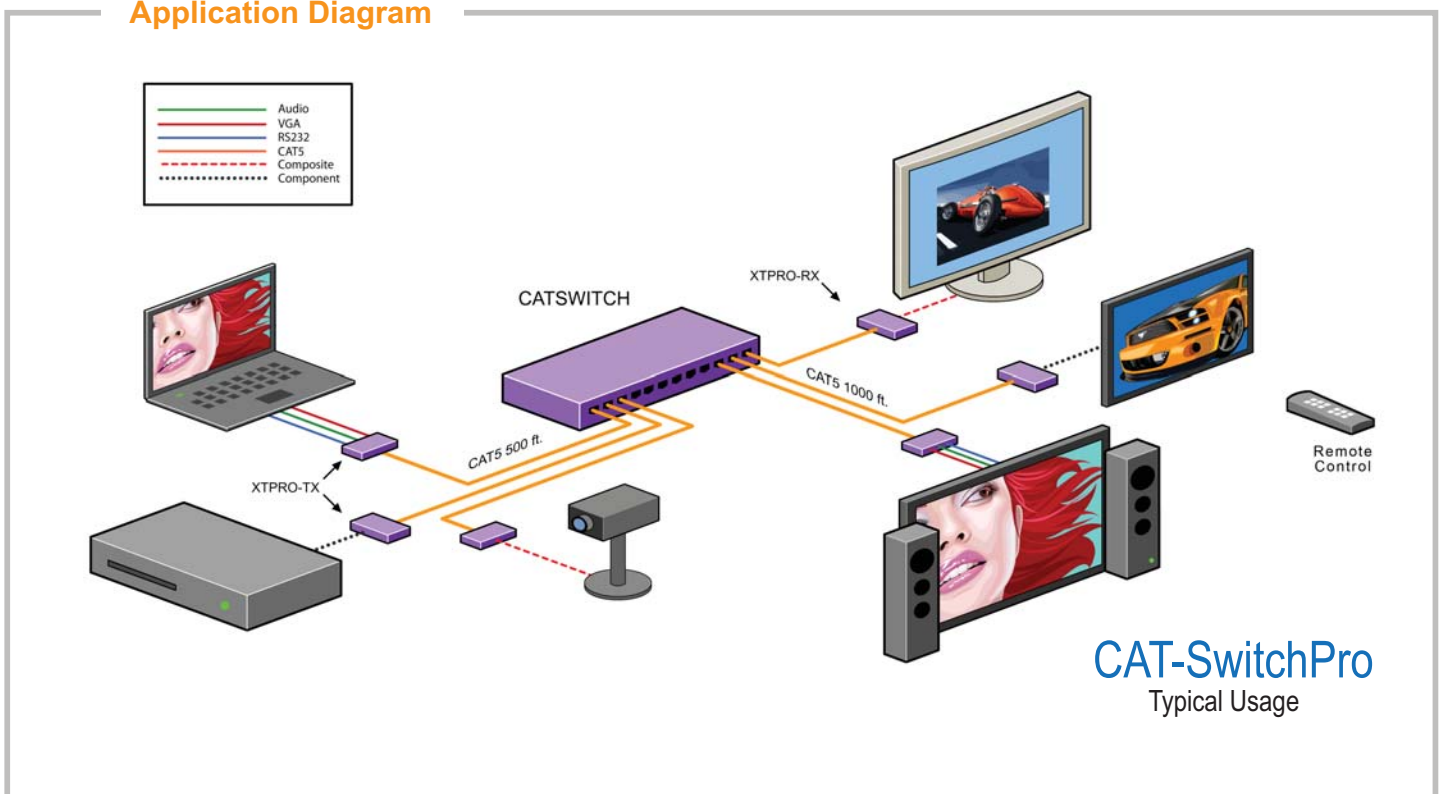 Application Diagram
Audio
VGA
RS232
CAT5
Composite
Component
XTPRO-RX
CATSWITCH
CAT5 1000 ft.
CAT5 500 ft.
XTPRO-TX
Remote
Control
CAT-SwitchPro
Typical Usage